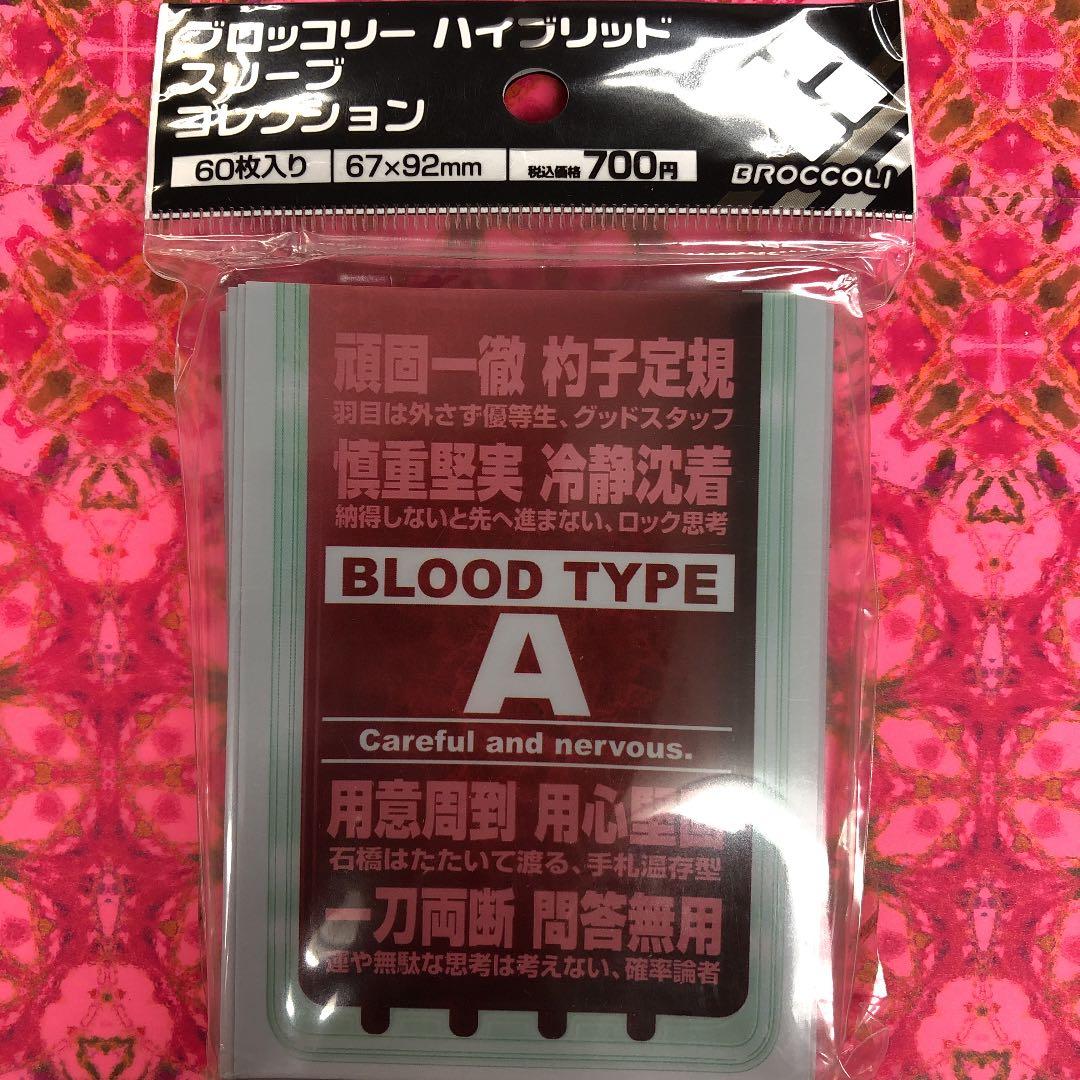 ブロッコリー ハイブリッド
スリーブ
コレクション
60枚入り
67×92mm
税込価格 700円
BROCCOLI
頑固一徹 杓子定規
羽目は外さず優等生、グッドスタッフ
慎重堅実 冷静沈着
納得しないと先へ進まない、ロック思考
BLOOD TYPE
A
Careful and nervous.
用意周到 用心堅固
石橋はたたいて渡る、手札温存型
一刀両断 問答無用
運や無駄な思考は考えない、確率論者